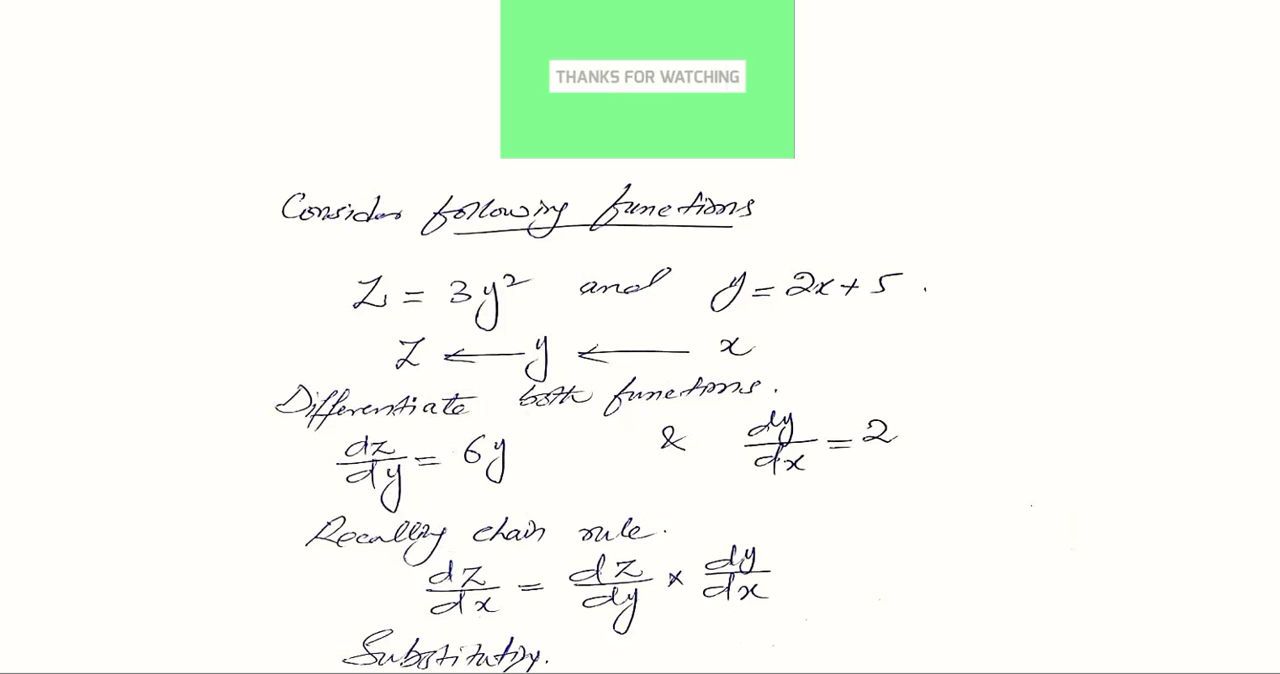 THANKS FOR WATCHING
Consider following functions
Z = 3y² and y = 2x + 5 .
Z ← y ← x
Differentiate both functions.
dz/dy = 6y & dy/dx = 2
Recalling chain rule.
dz/dx = dz/dy × dy/dx
Substituting.